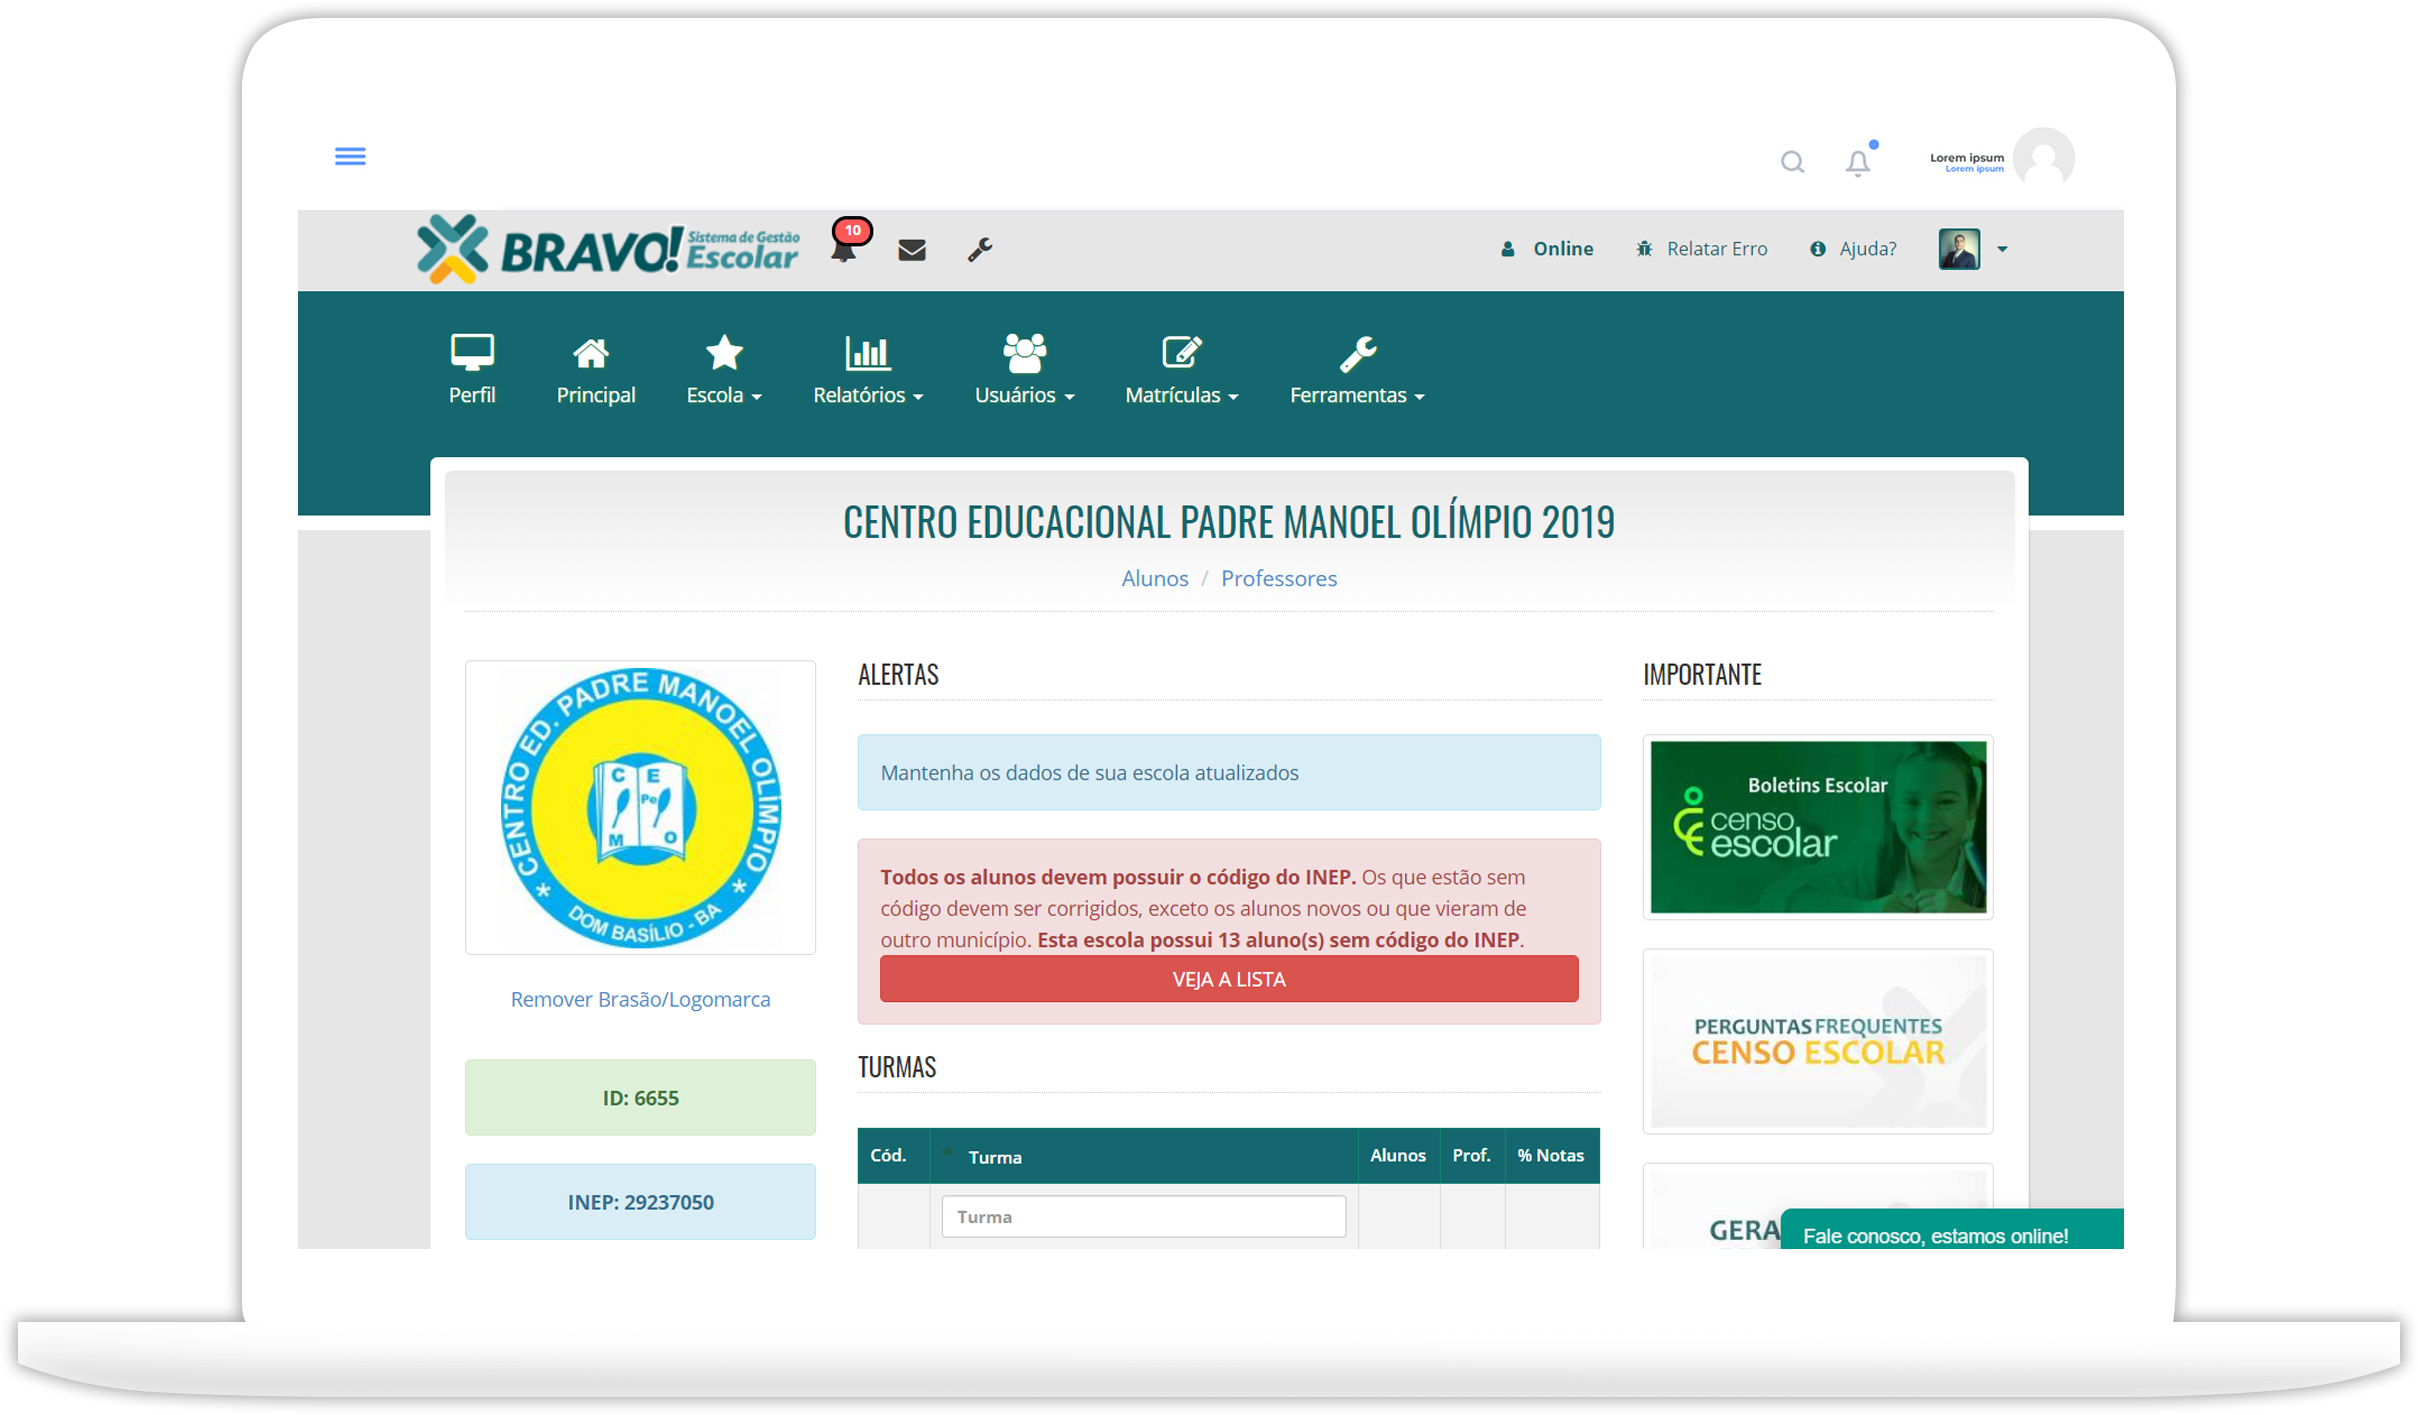 Lorem ipsum
Lorem ipsum
BRAVO! Sistema de Gestão Escolar
10
Online
Relatar Erro
Ajuda?
Perfil
Principal
Escola
Relatórios
Usuários
Matrículas
Ferramentas
CENTRO EDUCACIONAL PADRE MANOEL OLÍMPIO 2019
Alunos / Professores
CENTRO ED. PADRE MANOEL OLÍMPIO
C E
Pe
M O
* DOM BASÍLIO - BA *
Remover Brasão/Logomarca
ID: 6655
INEP: 29237050
ALERTAS
Mantenha os dados de sua escola atualizados
Todos os alunos devem possuir o código do INEP. Os que estão sem
código devem ser corrigidos, exceto os alunos novos ou que vieram de
outro município. Esta escola possui 13 aluno(s) sem código do INEP.
VEJA A LISTA
TURMAS
Cód. Turma Alunos Prof. % Notas
Turma
IMPORTANTE
Boletins Escolar
censo
escolar
PERGUNTAS FREQUENTES
CENSO ESCOLAR
GERA
Fale conosco, estamos online!